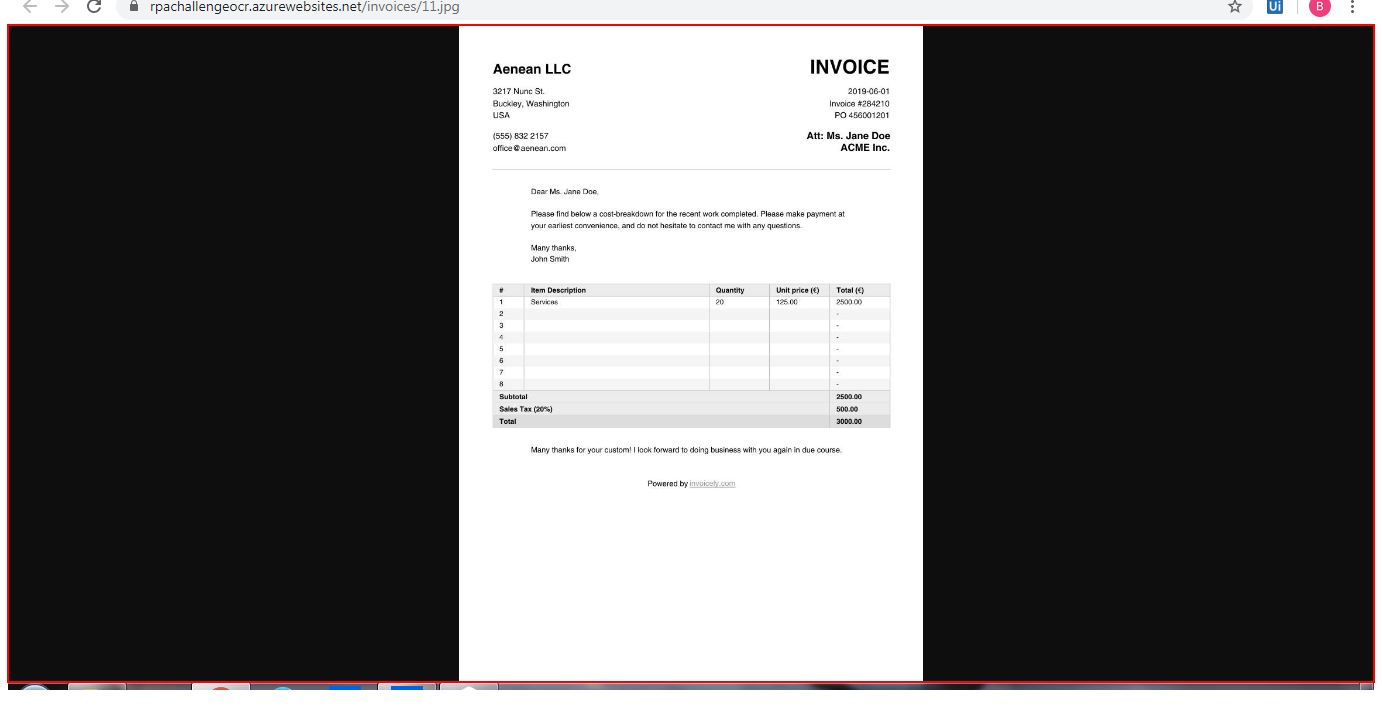 rpachallengeocr.azurewebsites.net/invoices/11.jpg
Ui
B
Aenean LLC
INVOICE
3217 Nunc St.
2019-06-01
Buckley, Washington
Invoice #284210
USA
PO 456001201
(555) 832 2157
Att: Ms. Jane Doe
office@aenean.com
ACME Inc.
Dear Ms. Jane Doe,
Please find below a cost-breakdown for the recent work completed. Please make payment at
your earliest convenience, and do not hesitate to contact me with any questions.
Many thanks,
John Smith
# Item Description Quantity Unit price (€) Total (€)
1 Services 20 125.00 2500.00
2 -
3 -
4 -
5 -
6 -
7 -
8 -
Subtotal 2500.00
Sales Tax (20%) 500.00
Total 3000.00
Many thanks for your custom! I look forward to doing business with you again in due course.
Powered by invoicely.com